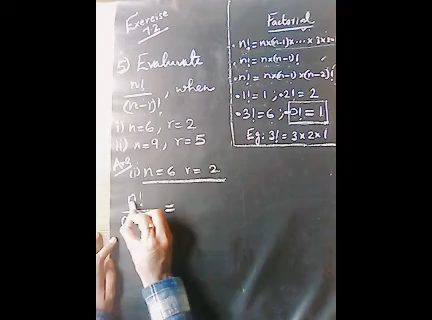 Exercise
7.2
5) Evaluate
n!
(n-r)! , when
i) n=6, r=2
ii) n=9, r=5
Ans
(i) n=6 r=2
n! =
Factorial
n! = n×(n-1)× ... × 3×2×1
n! = n×(n-1)!
n! = n×(n-1)×(n-2)!
1! = 1 ; 2! = 2
3! = 6 ; 0! = 1
Eg: 3! = 3×2×1